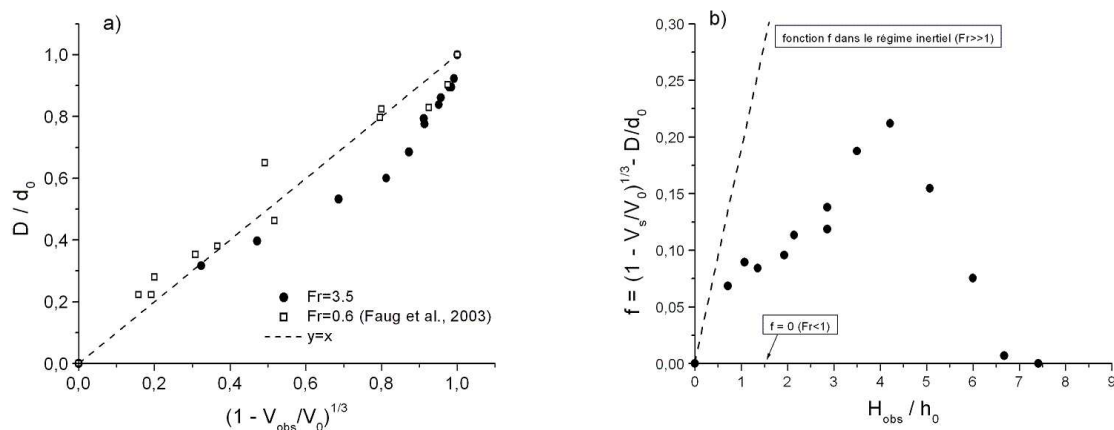 a)
1,0
0,8
0,6
0,4
0,2
0,0
D / d0
0,0 0,2 0,4 0,6 0,8 1,0
(1 - Vobs/V0)1/3
Fr=3.5
Fr=0.6 (Faug et al., 2003)
y=x
b)
0,30
0,25
0,20
0,15
0,10
0,05
0,00
f = (1 - Vs/V0)1/3 - D/d0
fonction f dans le régime inertiel (Fr>>1)
f = 0 (Fr<1)
0 1 2 3 4 5 6 7 8 9
Hobs / h0